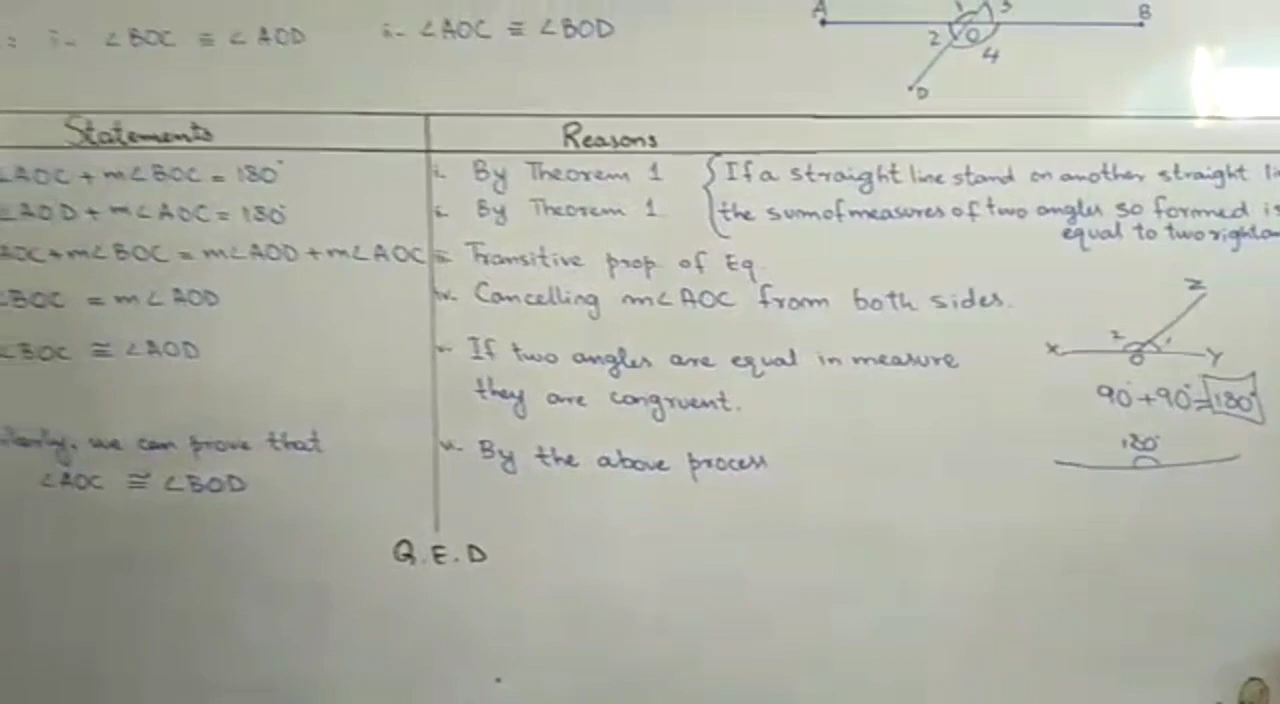 : i- ∠BOC ≅ ∠AOD ii- ∠AOC ≅ ∠BOD
A 1 3 B
2 O 4
D
Statements Reasons
∠AOC + m∠BOC = 180° i. By Theorem 1 {If a straight line stand on another straight
∠AOD + m∠AOC = 180° ii. By Theorem 1 the sum of measures of two angles so formed is
equal to two right
AOC + m∠BOC = m∠AOD + m∠AOC iii- Transitive prop of Eq.
∠BOC = m∠AOD iv. Cancelling m∠AOC from both sides.
Z
∠BOC ≅ ∠AOD v- If two angles are equal in measure
X 2 1 O Y
they are congruent.
90° + 90° = 180°
we can prove that vi- By the above process
180°
∠AOC ≅ ∠BOD
Q.E.D